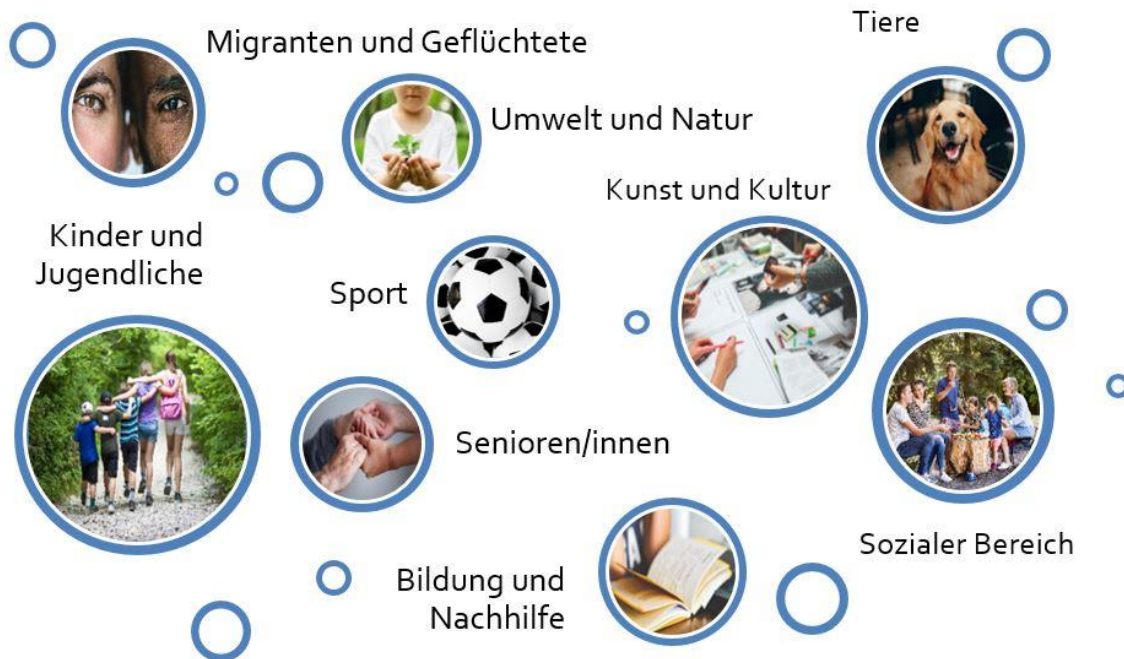 Migranten und Geflüchtete
Tiere
Umwelt und Natur
Kunst und Kultur
Kinder und
Jugendliche
Sport
Senioren/innen
Sozialer Bereich
Bildung und
Nachhilfe